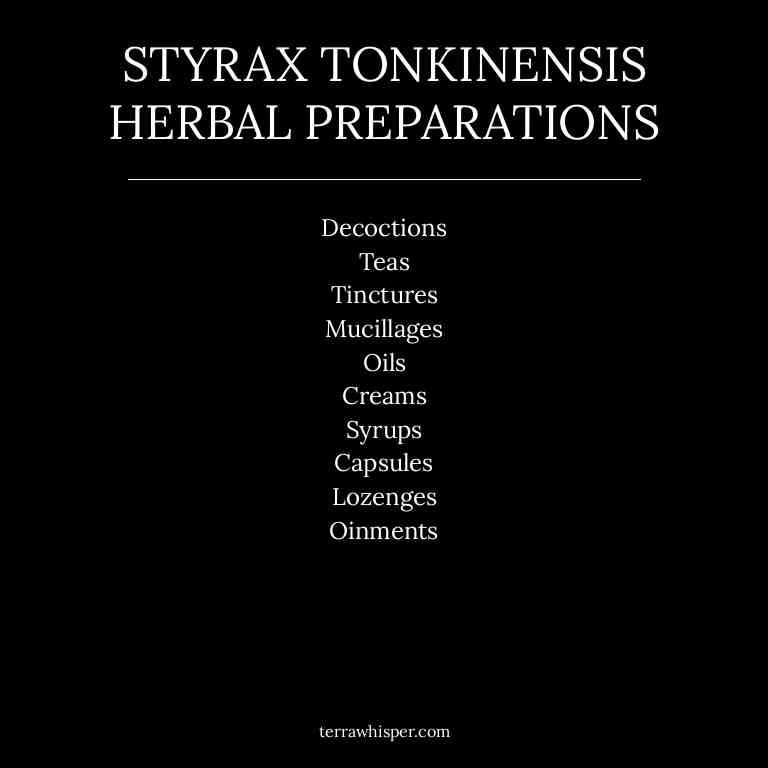 STYRAX TONKINENSIS
HERBAL PREPARATIONS
Decoctions
Teas
Tinctures
Mucillages
Oils
Creams
Syrups
Capsules
Lozenges
Oinments
terrawhisper.com